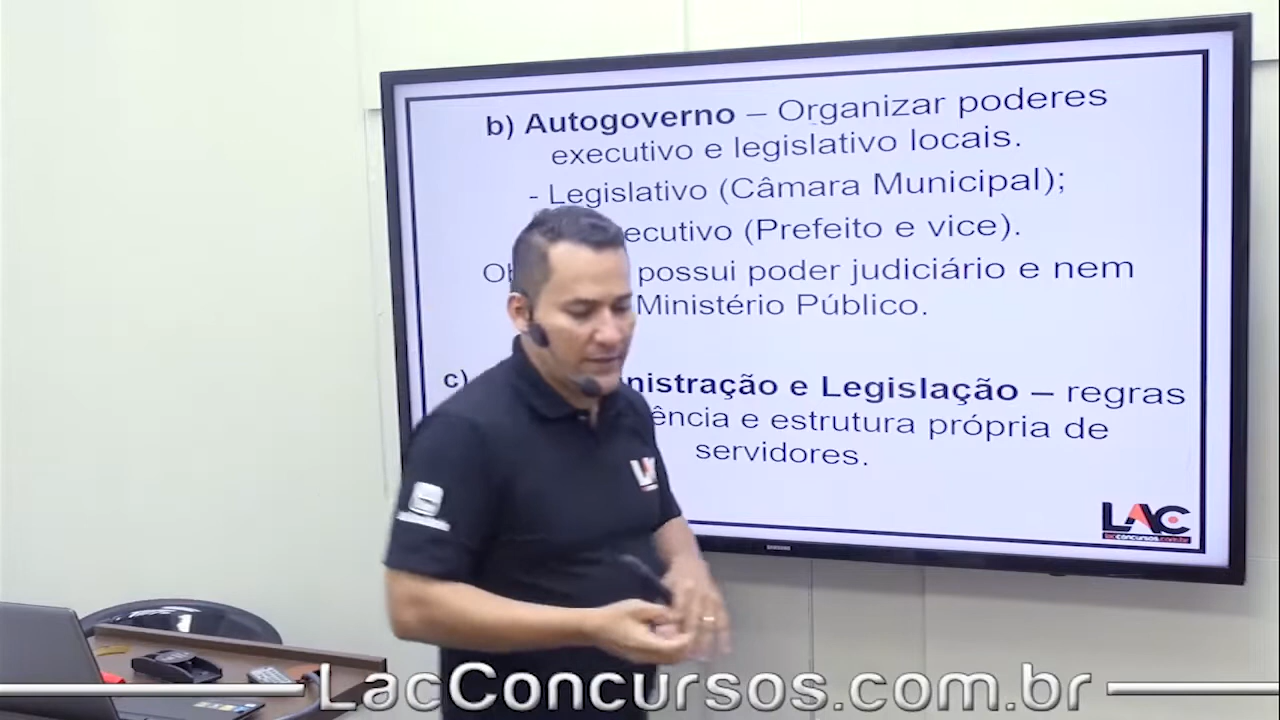 b) Autogoverno – Organizar poderes
executivo e legislativo locais.
- Legislativo (Câmara Municipal);
ecutivo (Prefeito e vice).
Ob possui poder judiciário e nem
Ministério Público.
c) nistração e Legislação – regras
ência e estrutura própria de
servidores.
LAC
lacconcursos.com.br
SAMSUNG
LacConcursos.com.br